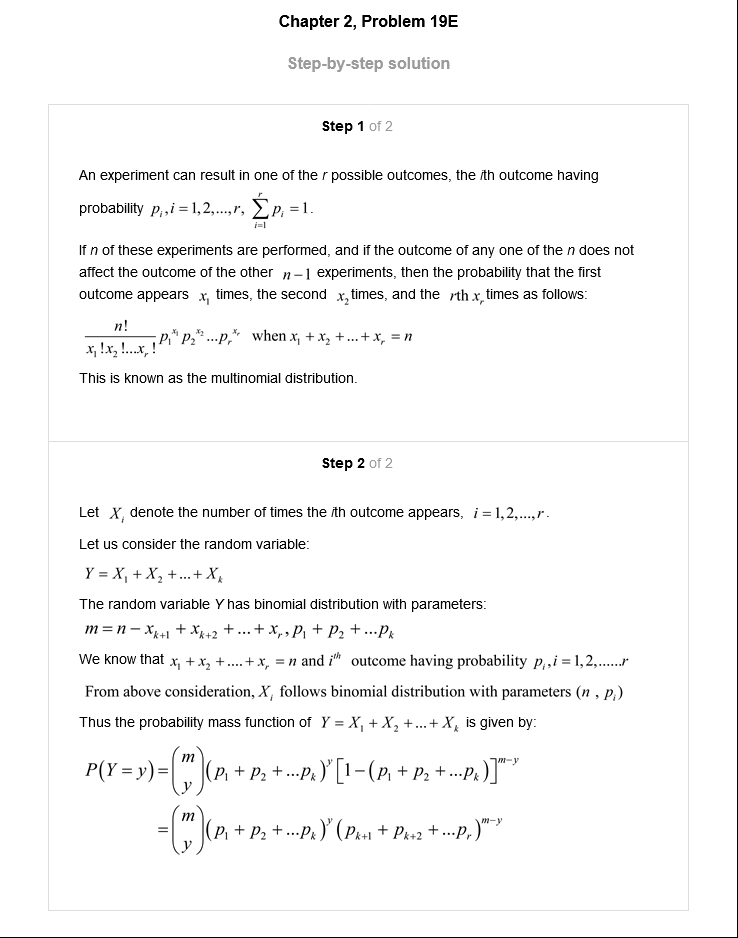 Chapter 2, Problem 19E
Step-by-step solution
Step 1 of 2
An experiment can result in one of the r possible outcomes, the ith outcome having
probability p_i, i = 1, 2,..., r, \sum_{i=1}^{r} p_i = 1.
If n of these experiments are performed, and if the outcome of any one of the n does not
affect the outcome of the other n−1 experiments, then the probability that the first
outcome appears x_1 times, the second x_2 times, and the rth x_r times as follows:
\frac{n!}{x_1!x_2!...x_r!} p_1^{x_1} p_2^{x_2} ... p_r^{x_r} when x_1 + x_2 + ... + x_r = n
This is known as the multinomial distribution.
Step 2 of 2
Let X_i denote the number of times the ith outcome appears, i = 1, 2,..., r.
Let us consider the random variable:
Y = X_1 + X_2 + ... + X_k
The random variable Y has binomial distribution with parameters:
m = n − x_{k+1} + x_{k+2} + ... + x_r, p_1 + p_2 + ...p_k
We know that x_1 + x_2 + .... + x_r = n and i^{th} outcome having probability p_i, i = 1, 2,......r
From above consideration, X_i follows binomial distribution with parameters (n , p_i)
Thus the probability mass function of Y = X_1 + X_2 + ... + X_k is given by:
P(Y = y) = \binom{m}{y} (p_1 + p_2 + ...p_k)^y [1 − (p_1 + p_2 + ...p_k)]^{m−y}
= \binom{m}{y} (p_1 + p_2 + ...p_k)^y (p_{k+1} + p_{k+2} + ...p_r)^{m−y}